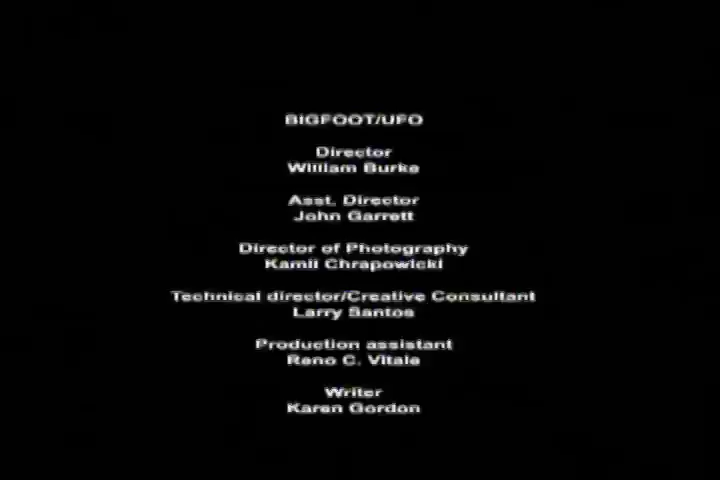 BIGFOOT/UFO
Director
William Burke
Asst. Director
John Garrett
Director of Photography
Kamil Chrapowicki
Technical director/Creative Consultant
Larry Santos
Production assistant
Reno C. Vitale
Writer
Karen Gordon